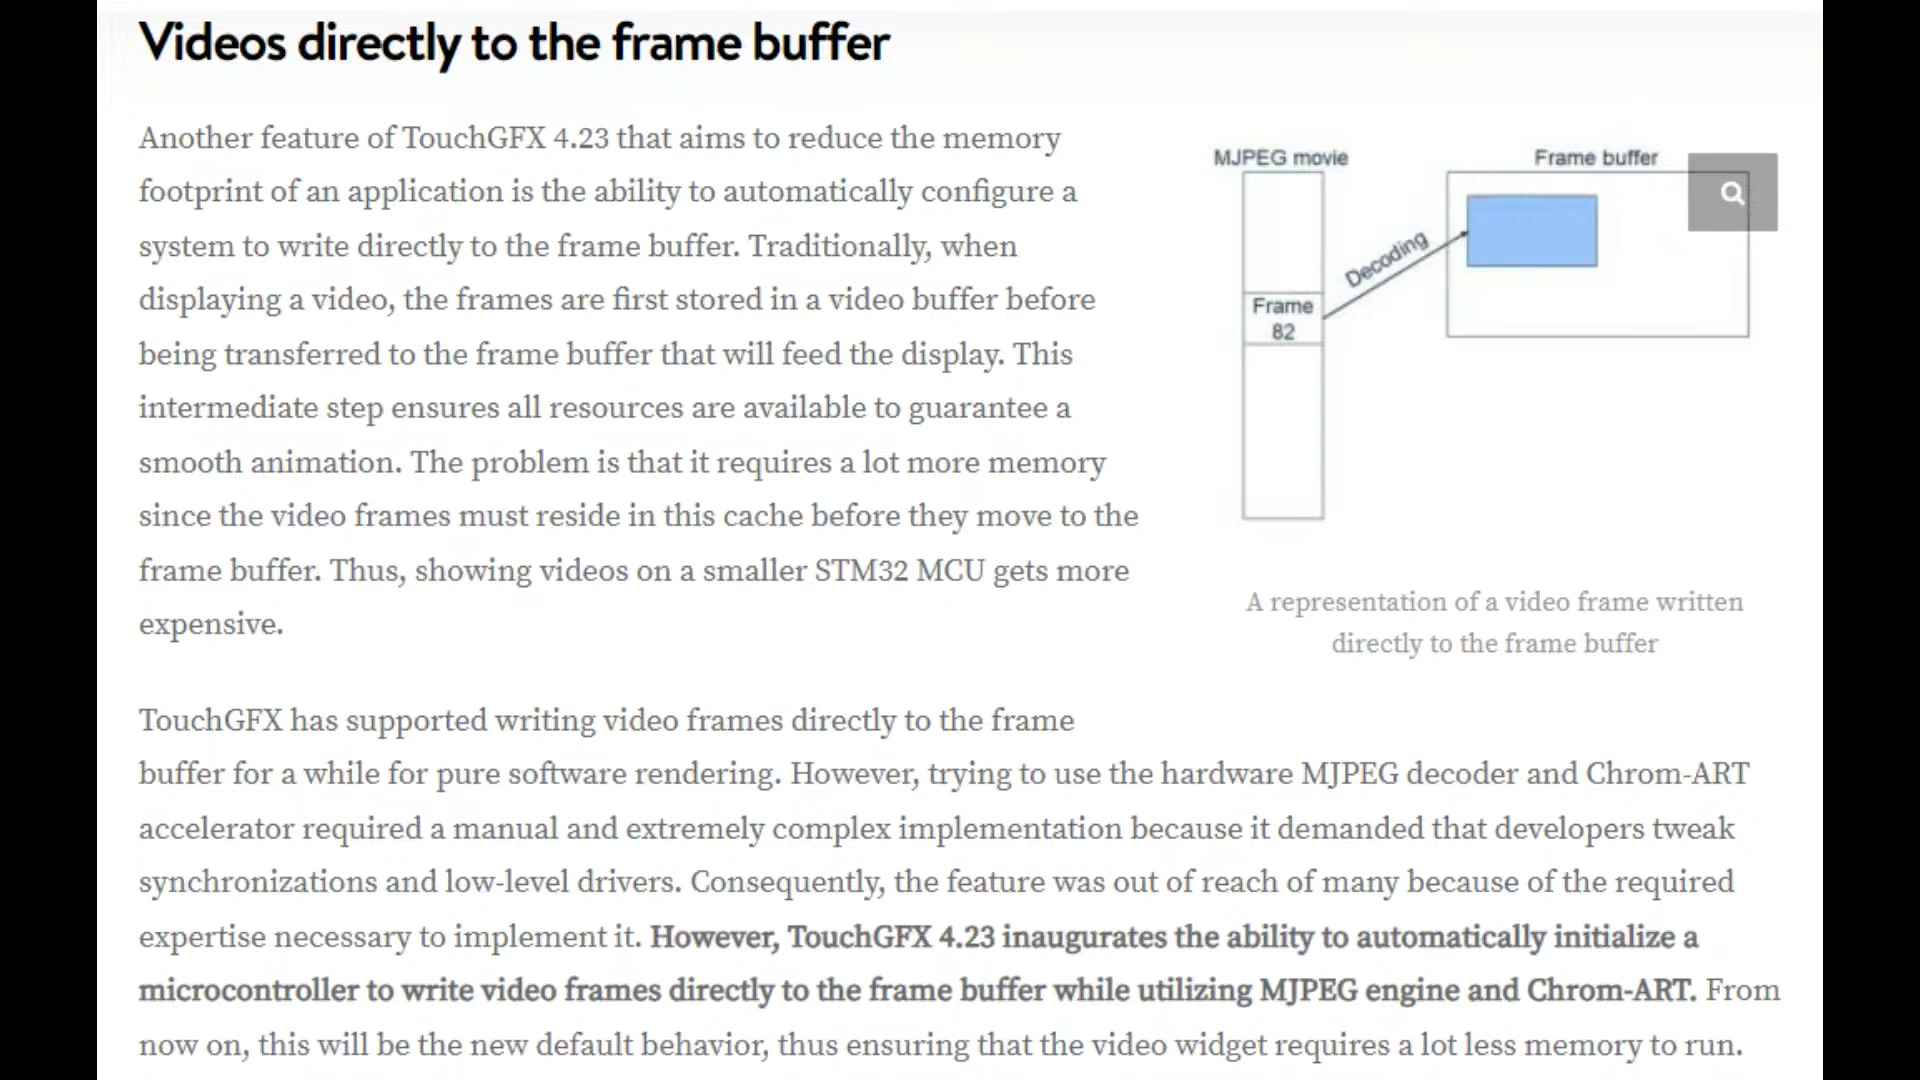 Videos directly to the frame buffer
Another feature of TouchGFX 4.23 that aims to reduce the memory
footprint of an application is the ability to automatically configure a
system to write directly to the frame buffer. Traditionally, when
displaying a video, the frames are first stored in a video buffer before
being transferred to the frame buffer that will feed the display. This
intermediate step ensures all resources are available to guarantee a
smooth animation. The problem is that it requires a lot more memory
since the video frames must reside in this cache before they move to the
frame buffer. Thus, showing videos on a smaller STM32 MCU gets more
expensive.
MJPEG movie
Frame buffer
Decoding
Frame
82
A representation of a video frame written
directly to the frame buffer
TouchGFX has supported writing video frames directly to the frame
buffer for a while for pure software rendering. However, trying to use the hardware MJPEG decoder and Chrom-ART
accelerator required a manual and extremely complex implementation because it demanded that developers tweak
synchronizations and low-level drivers. Consequently, the feature was out of reach of many because of the required
expertise necessary to implement it. However, TouchGFX 4.23 inaugurates the ability to automatically initialize a
microcontroller to write video frames directly to the frame buffer while utilizing MJPEG engine and Chrom-ART. From
now on, this will be the new default behavior, thus ensuring that the video widget requires a lot less memory to run.